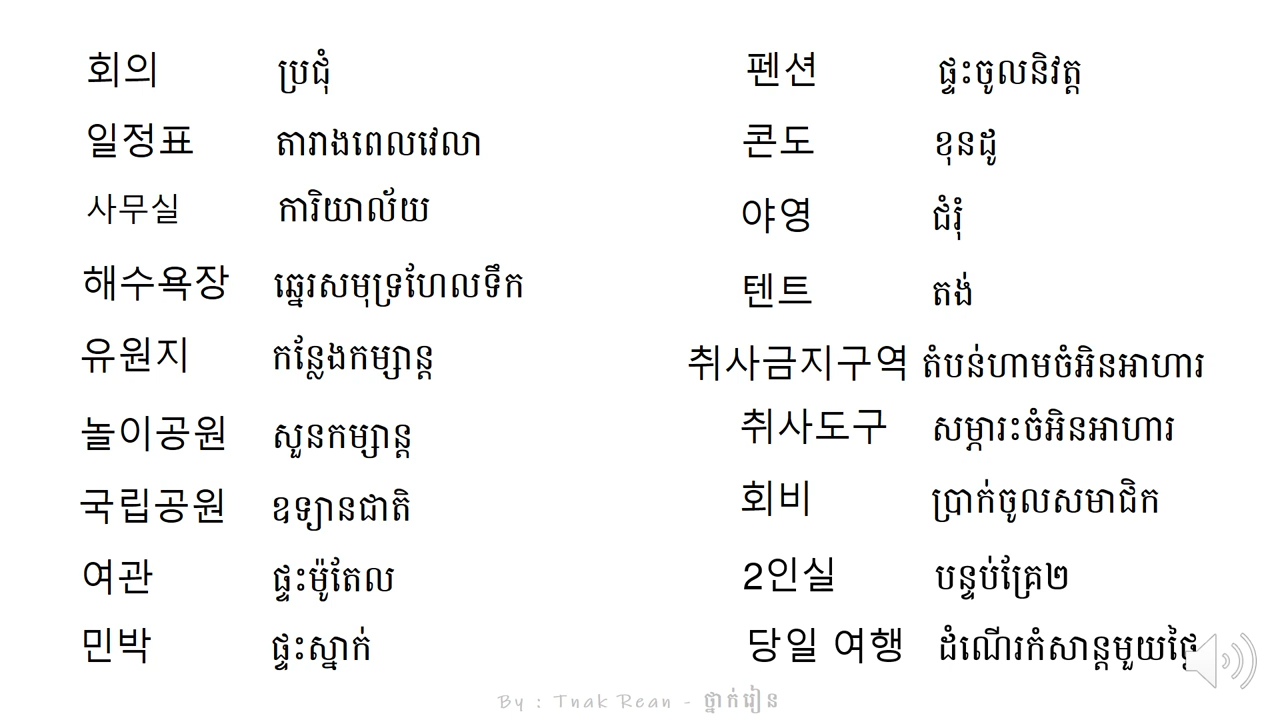 회의 ប្រជុំ
일정표 តារាងពេលវេលា
사무실 ការិយាល័យ
해수욕장 ឆ្នេរសមុទ្រហែលទឹក
유원지 កន្លែងកម្សាន្ត
놀이공원 សួនកម្សាន្ត
국립공원 ឧទ្យានជាតិ
여관 ផ្ទះម៉ូតែល
민박 ផ្ទះស្នាក់
펜션 ផ្ទះចូលនិវត្ត
콘도 ខុនដូ
야영 ជំរុំ
텐트 តង់
취사금지구역 តំបន់ហាមចំអិនអាហារ
취사도구 សម្ភារះចំអិនអាហារ
회비 ប្រាក់ចូលសមាជិក
2인실 បន្ទប់គ្រែ២
당일 여행 ដំណើរកំសាន្តមួយថ្ងៃ
By : Tnak Rean - ថ្នាក់រៀន